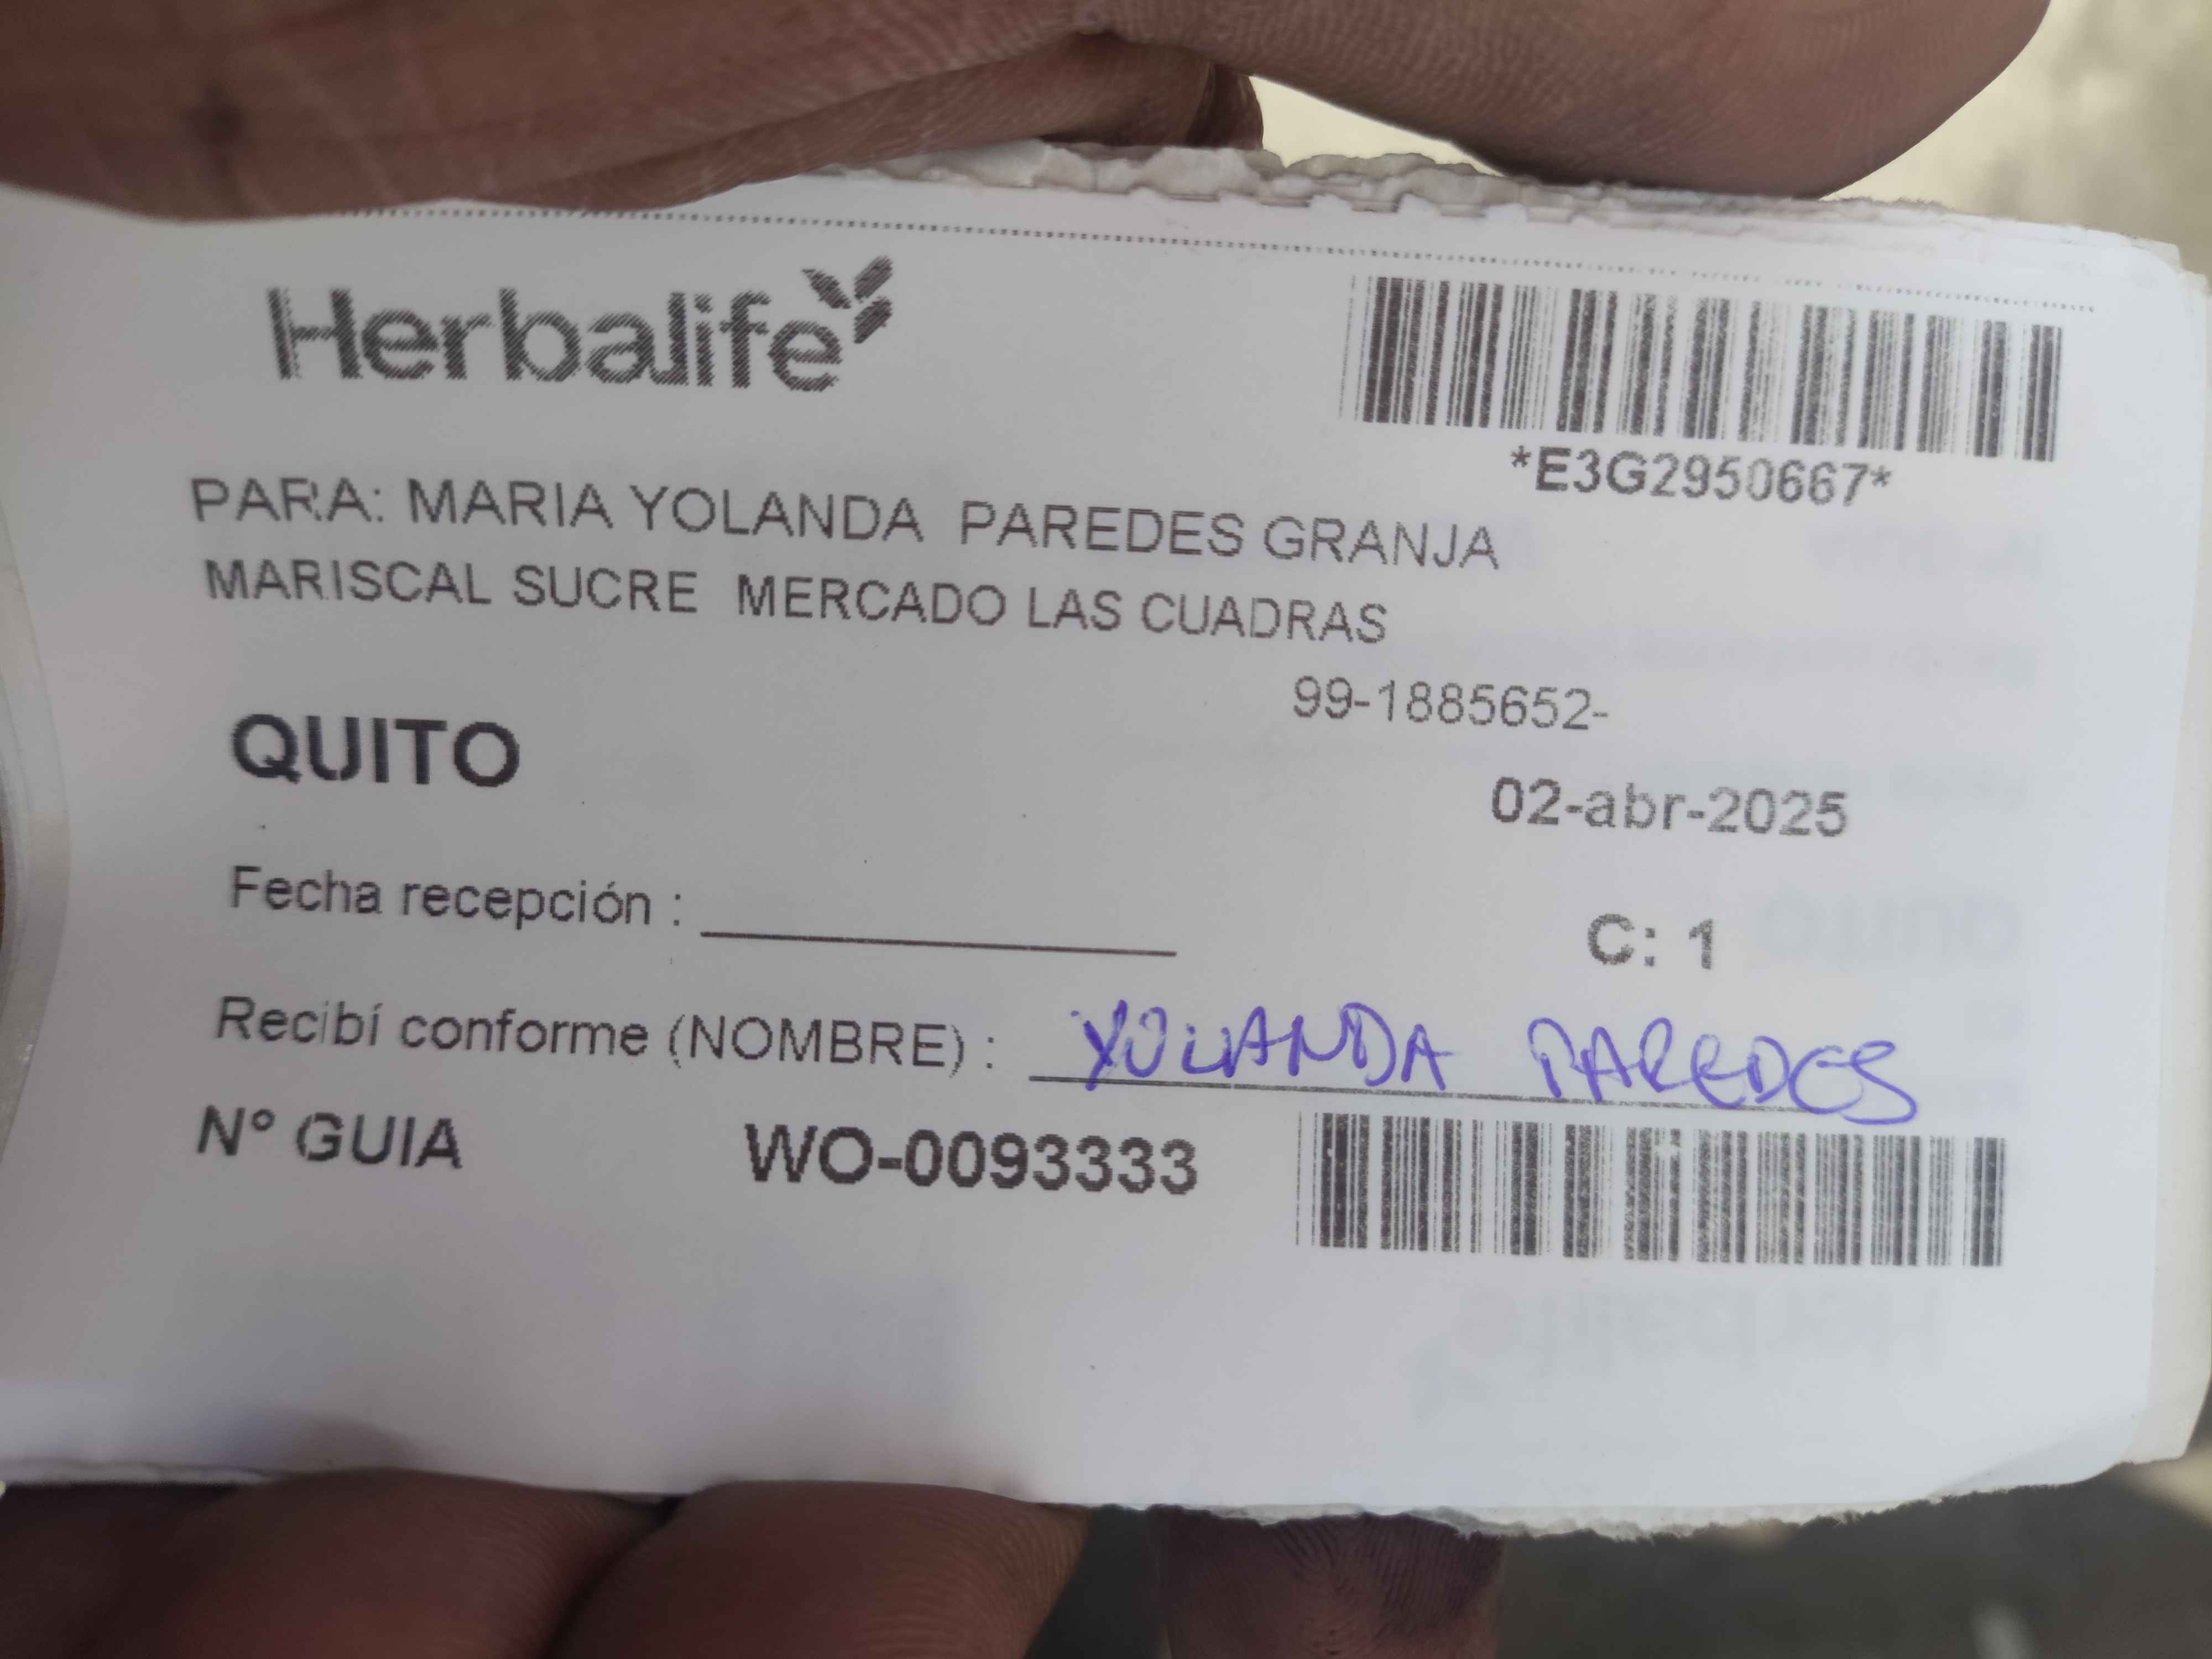 Herbalife
*E3G2950667*
PARA: MARIA YOLANDA PAREDES GRANJA
MARISCAL SUCRE MERCADO LAS CUADRAS
99-1885652-
QUITO
02-abr-2025
Fecha recepción :
C: 1
Recibí conforme (NOMBRE) : YOLANDA PAREDES
N° GUIA WO-0093333